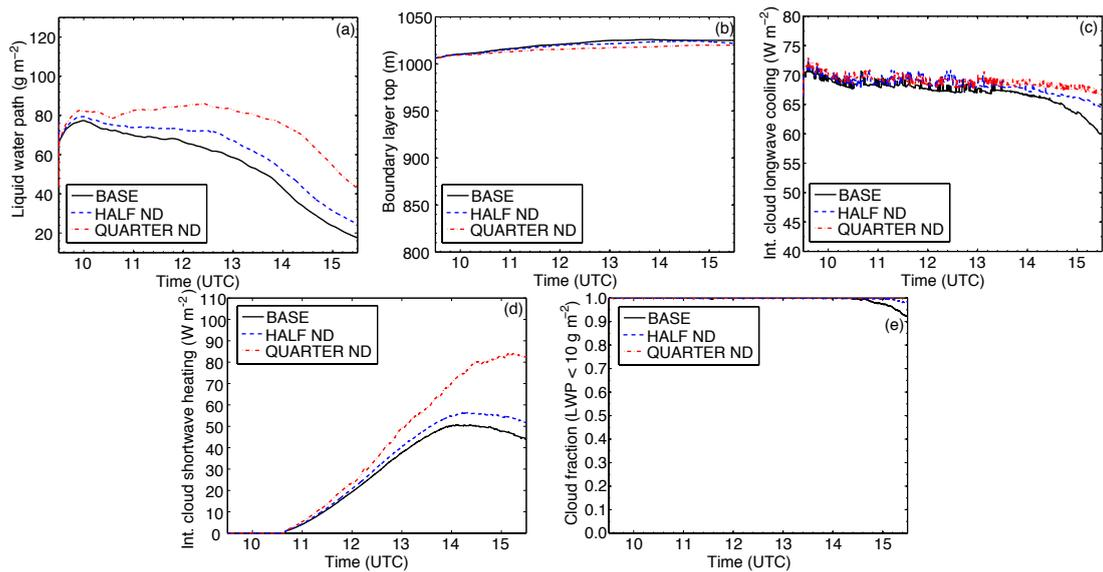 (a)
Liquid water path (g m⁻²)
120
100
80
60
40
20
BASE
HALF ND
QUARTER ND
10 11 12 13 14 15
Time (UTC)
(b)
Boundary layer top (m)
1050
1000
950
900
850
800
BASE
HALF ND
QUARTER ND
10 11 12 13 14 15
Time (UTC)
(c)
Int. cloud longwave cooling (W m⁻²)
80
75
70
65
60
55
50
45
40
BASE
HALF ND
QUARTER ND
10 11 12 13 14 15
Time (UTC)
(d)
Int. cloud shortwave heating (W m⁻²)
110
100
90
80
70
60
50
40
30
20
10
0
BASE
HALF ND
QUARTER ND
10 11 12 13 14 15
Time (UTC)
(e)
Cloud fraction (LWP < 10 g m⁻²)
1.0
0.9
0.8
0.7
0.6
0.5
0.4
0.3
0.2
0.1
0.0
BASE
HALF ND
QUARTER ND
10 11 12 13 14 15
Time (UTC)